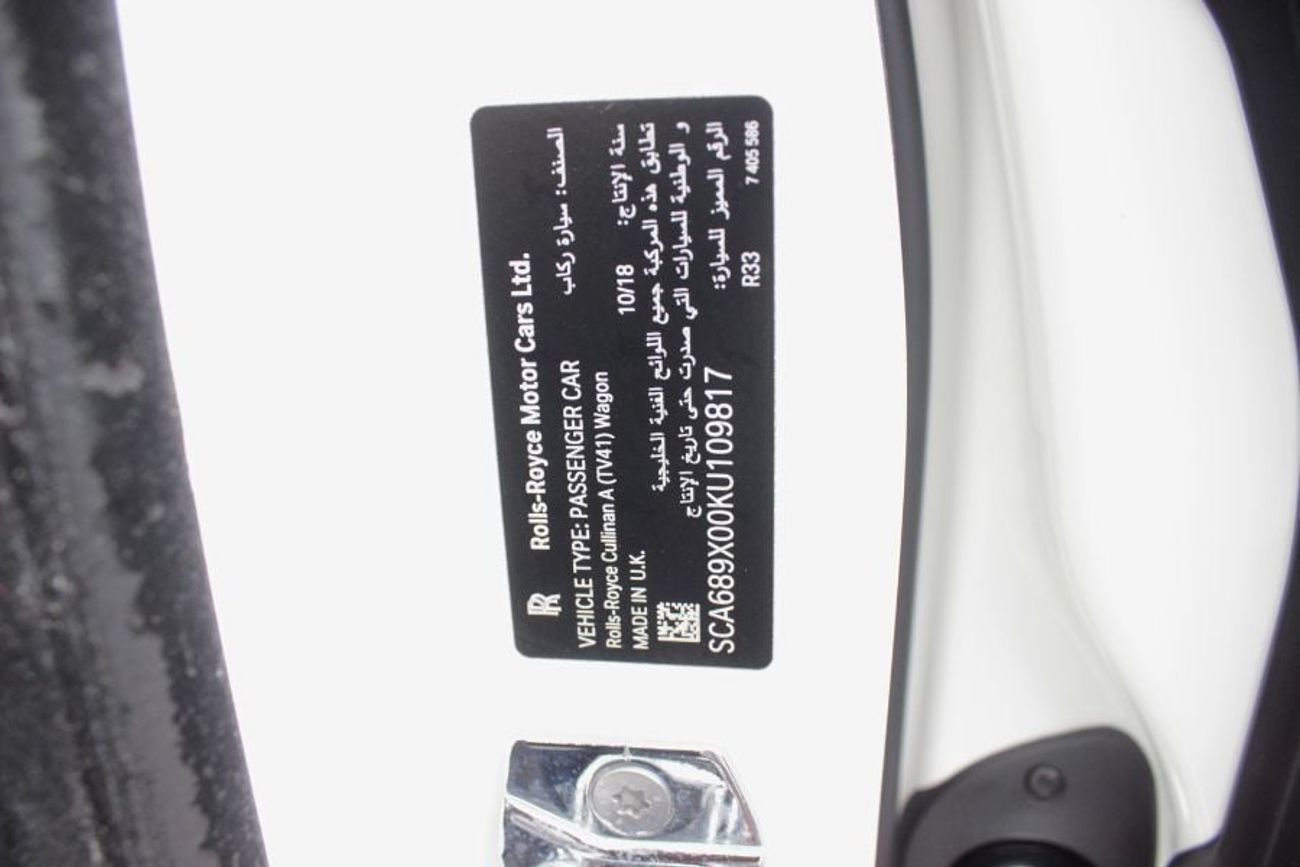 RR Rolls-Royce Motor Cars Ltd.
VEHICLE TYPE: PASSENGER CAR الصنف: سيارة ركاب
Rolls-Royce Cullinan A (TV41) Wagon
MADE IN U.K. 10/18 سنة الإنتاج:
تطابق هذه المركبة جميع اللوائح الفنية الخليجية
و الوطنية للسيارات التي صدرت حتى تاريخ الإنتاج
SCA689X00KU109817 الرقم المميز للسيارة:
R33 7 405 586